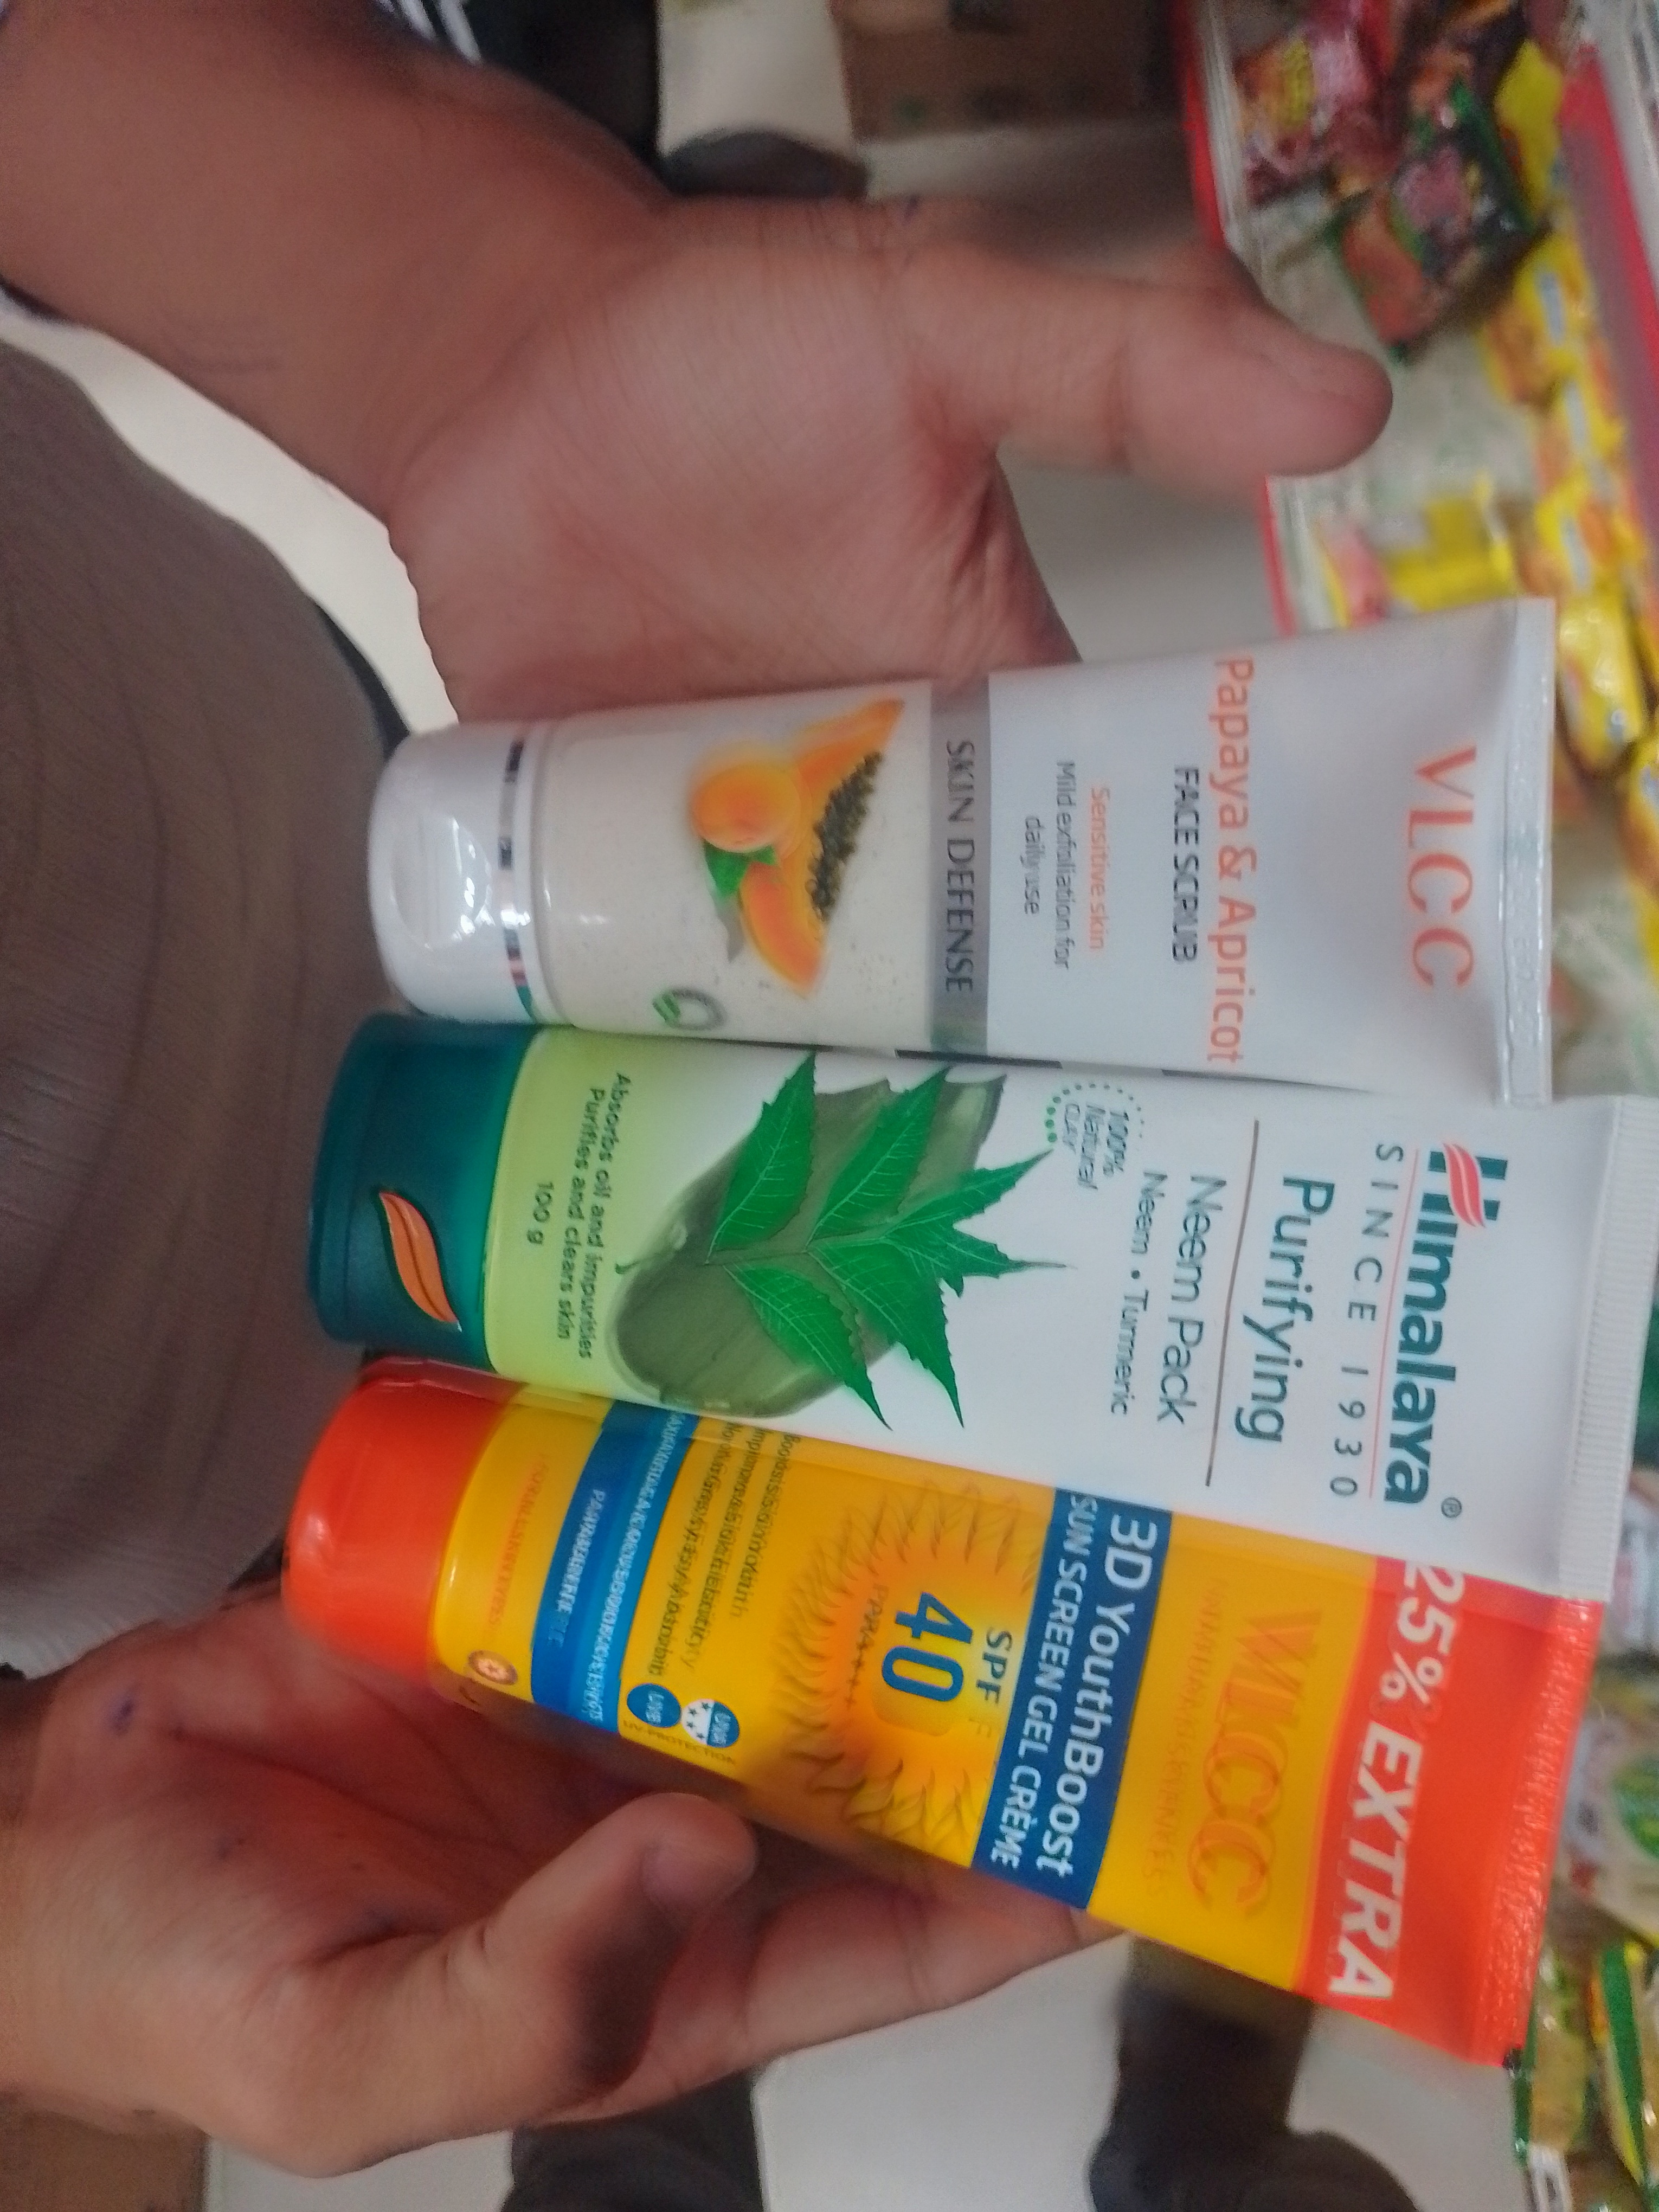 VLCC
Papaya & Apricot
FACE SCRUB
Sensitive skin
Mild exfoliation for
daily use
SKIN DEFENSE
Himalaya®
SINCE 1930
Purifying
Neem Pack
Neem • Turmeric
100%
Natural
CLAY
Absorbs oil and impurities
Purifies and clears skin
100 g
25% EXTRA
VLCC
3D YouthBoost
SUNSCREEN GEL CRÈME
SPF
40
UVA
UVB
UV-PROTECTION